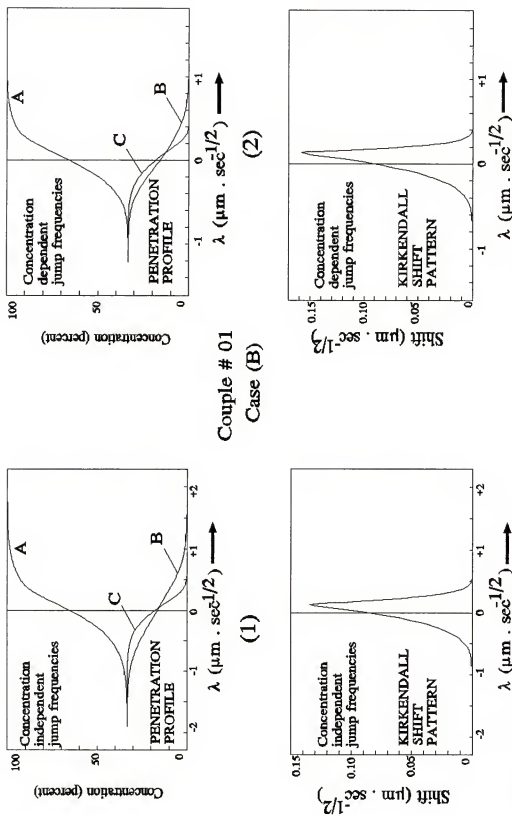 100
50
0
Concentration (percent)
Concentration
independent
jump frequencies
A
C
B
PENETRATION
PROFILE
-2
-1
0
+1
+2
λ (µm . sec-1/2)
(1)
Couple # 01
Case (B)
100
50
0
Concentration (percent)
Concentration
dependent
jump frequencies
A
C
B
PENETRATION
PROFILE
-1
0
+1
λ (µm . sec-1/2)
(2)
0.15
0.10
0.05
0
Shift (µm . sec-1/2)
Concentration
independent
jump frequencies
KIRKENDALL
SHIFT
PATTERN
-2
-1
0
+1
+2
λ (µm . sec-1/2)
0.15
0.10
0.05
0
Shift (µm . sec-1/2)
Concentration
dependent
jump frequencies
KIRKENDALL
SHIFT
PATTERN
-1
0
+1
λ (µm . sec-1/2)